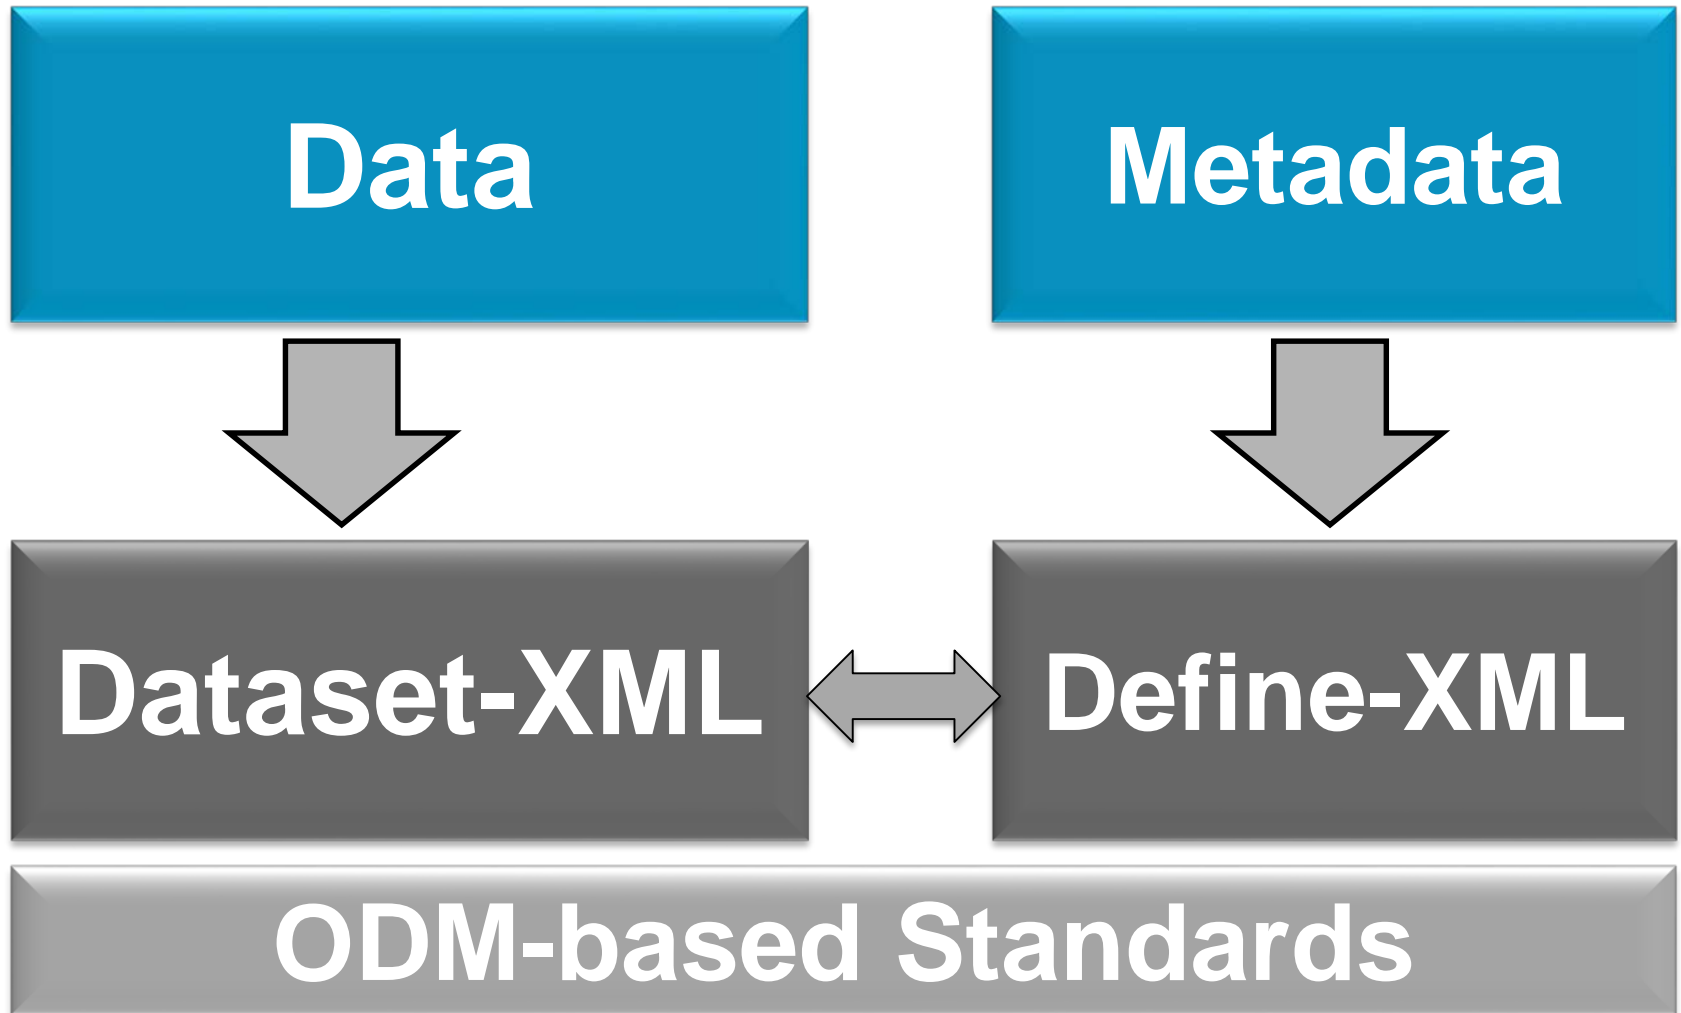 Data
Metadata
Dataset-XML
Define-XML
ODM-based Standards